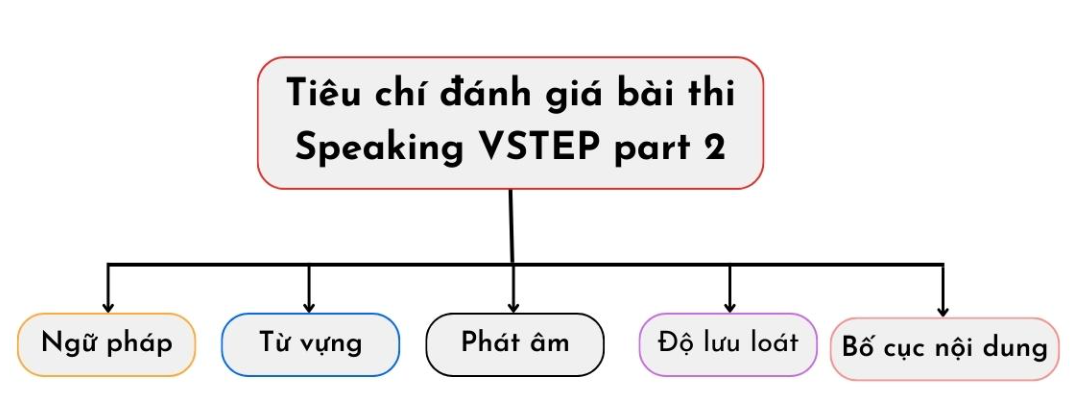 Tiêu chí đánh giá bài thi
Speaking VSTEP part 2
Ngữ pháp
Từ vựng
Phát âm
Độ lưu loát
Bố cục nội dung